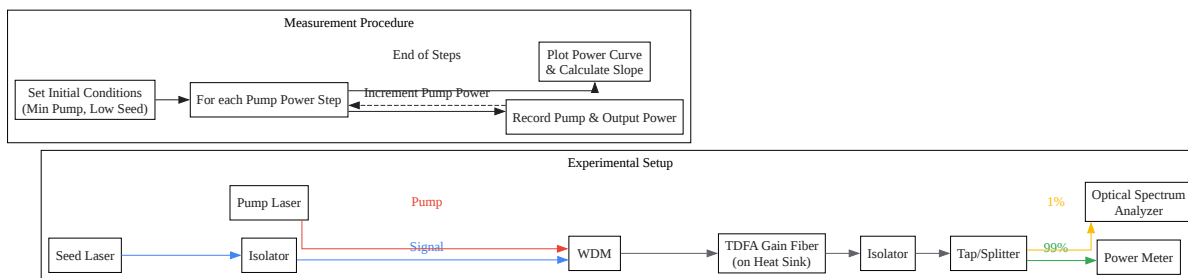 Measurement Procedure
End of Steps
Plot Power Curve
& Calculate Slope
Set Initial Conditions
(Min Pump, Low Seed)
For each Pump Power Step
Increment Pump Power
Record Pump & Output Power
Experimental Setup
Pump Laser
Pump
1%
Optical Spectrum
Analyzer
Seed Laser
Isolator
Signal
WDM
TDFA Gain Fiber
(on Heat Sink)
Isolator
Tap/Splitter
99%
Power Meter